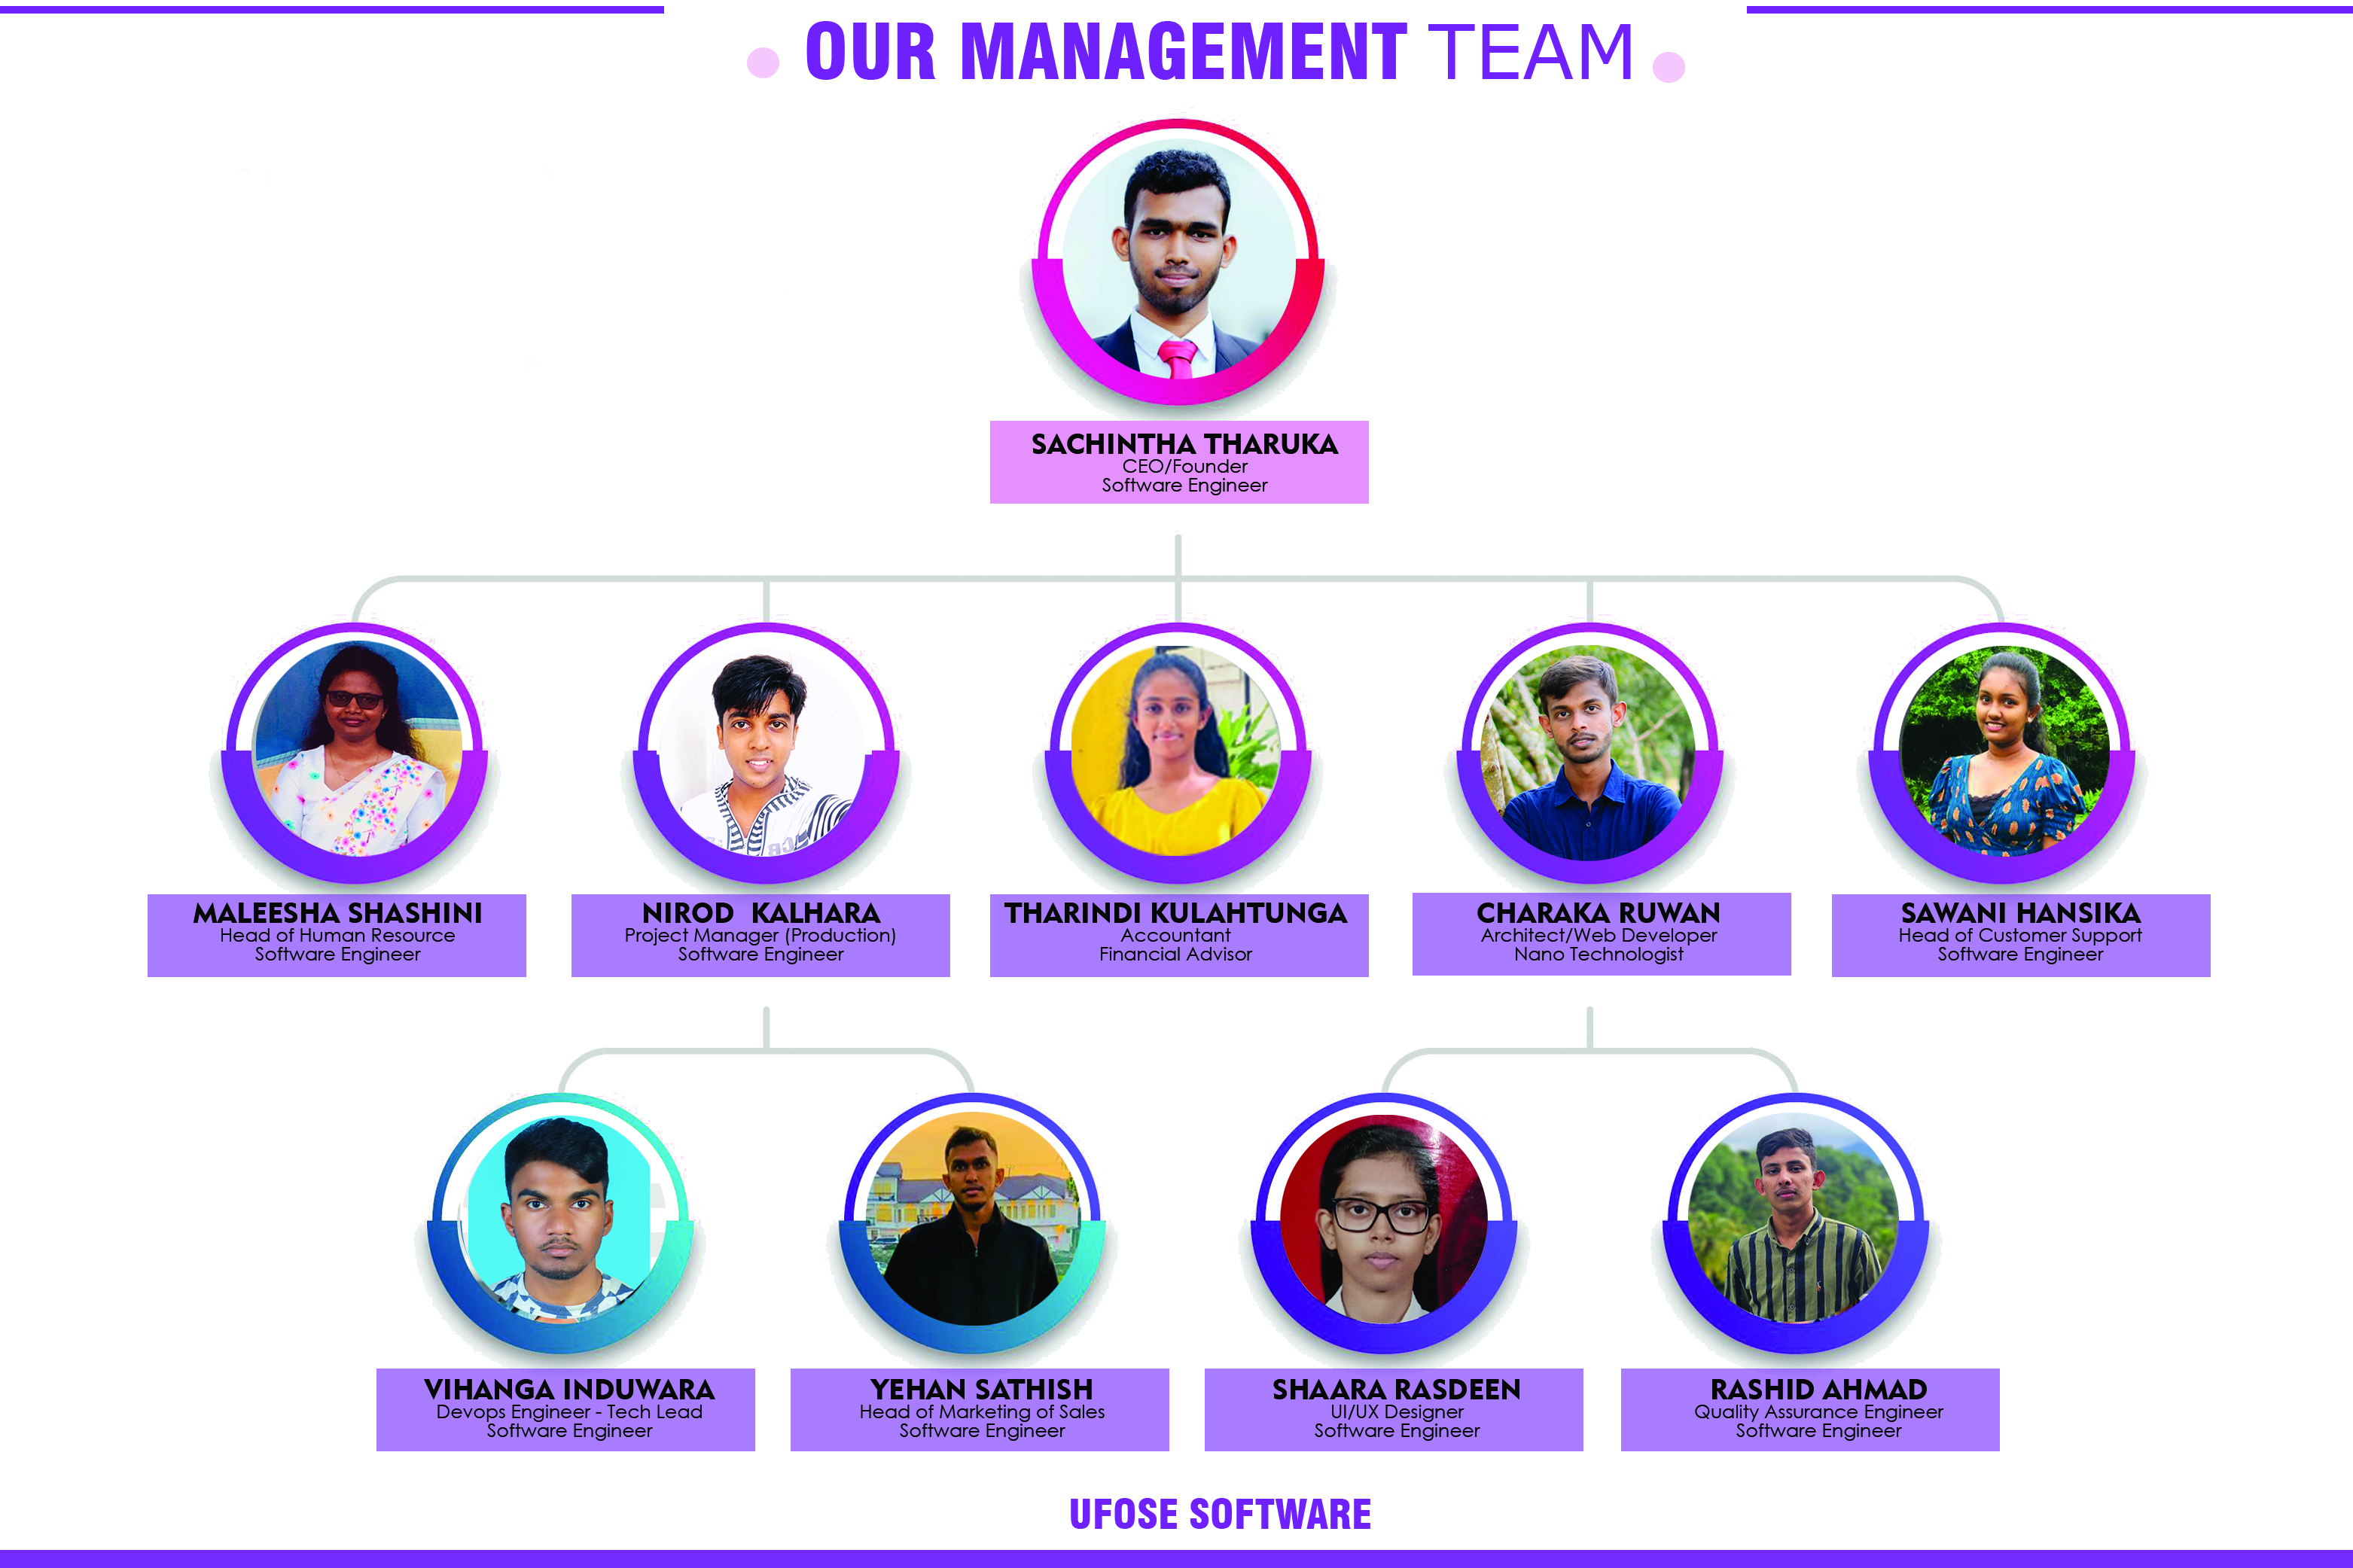 OUR MANAGEMENT TEAM
SACHINTHA THARUKA
CEO/Founder
Software Engineer
MALEESHA SHASHINI
Head of Human Resource
Software Engineer
NIROD KALHARA
Project Manager (Production)
Software Engineer
THARINDI KULAHTUNGA
Accountant
Financial Advisor
CHARAKA RUWAN
Architect/Web Developer
Nano Technologist
SAWANI HANSIKA
Head of Customer Support
Software Engineer
VIHANGA INDUWARA
Devops Engineer - Tech Lead
Software Engineer
YEHAN SATHISH
Head of Marketing of Sales
Software Engineer
SHAARA RASDEEN
UI/UX Designer
Software Engineer
RASHID AHMAD
Quality Assurance Engineer
Software Engineer
UFOSE SOFTWARE